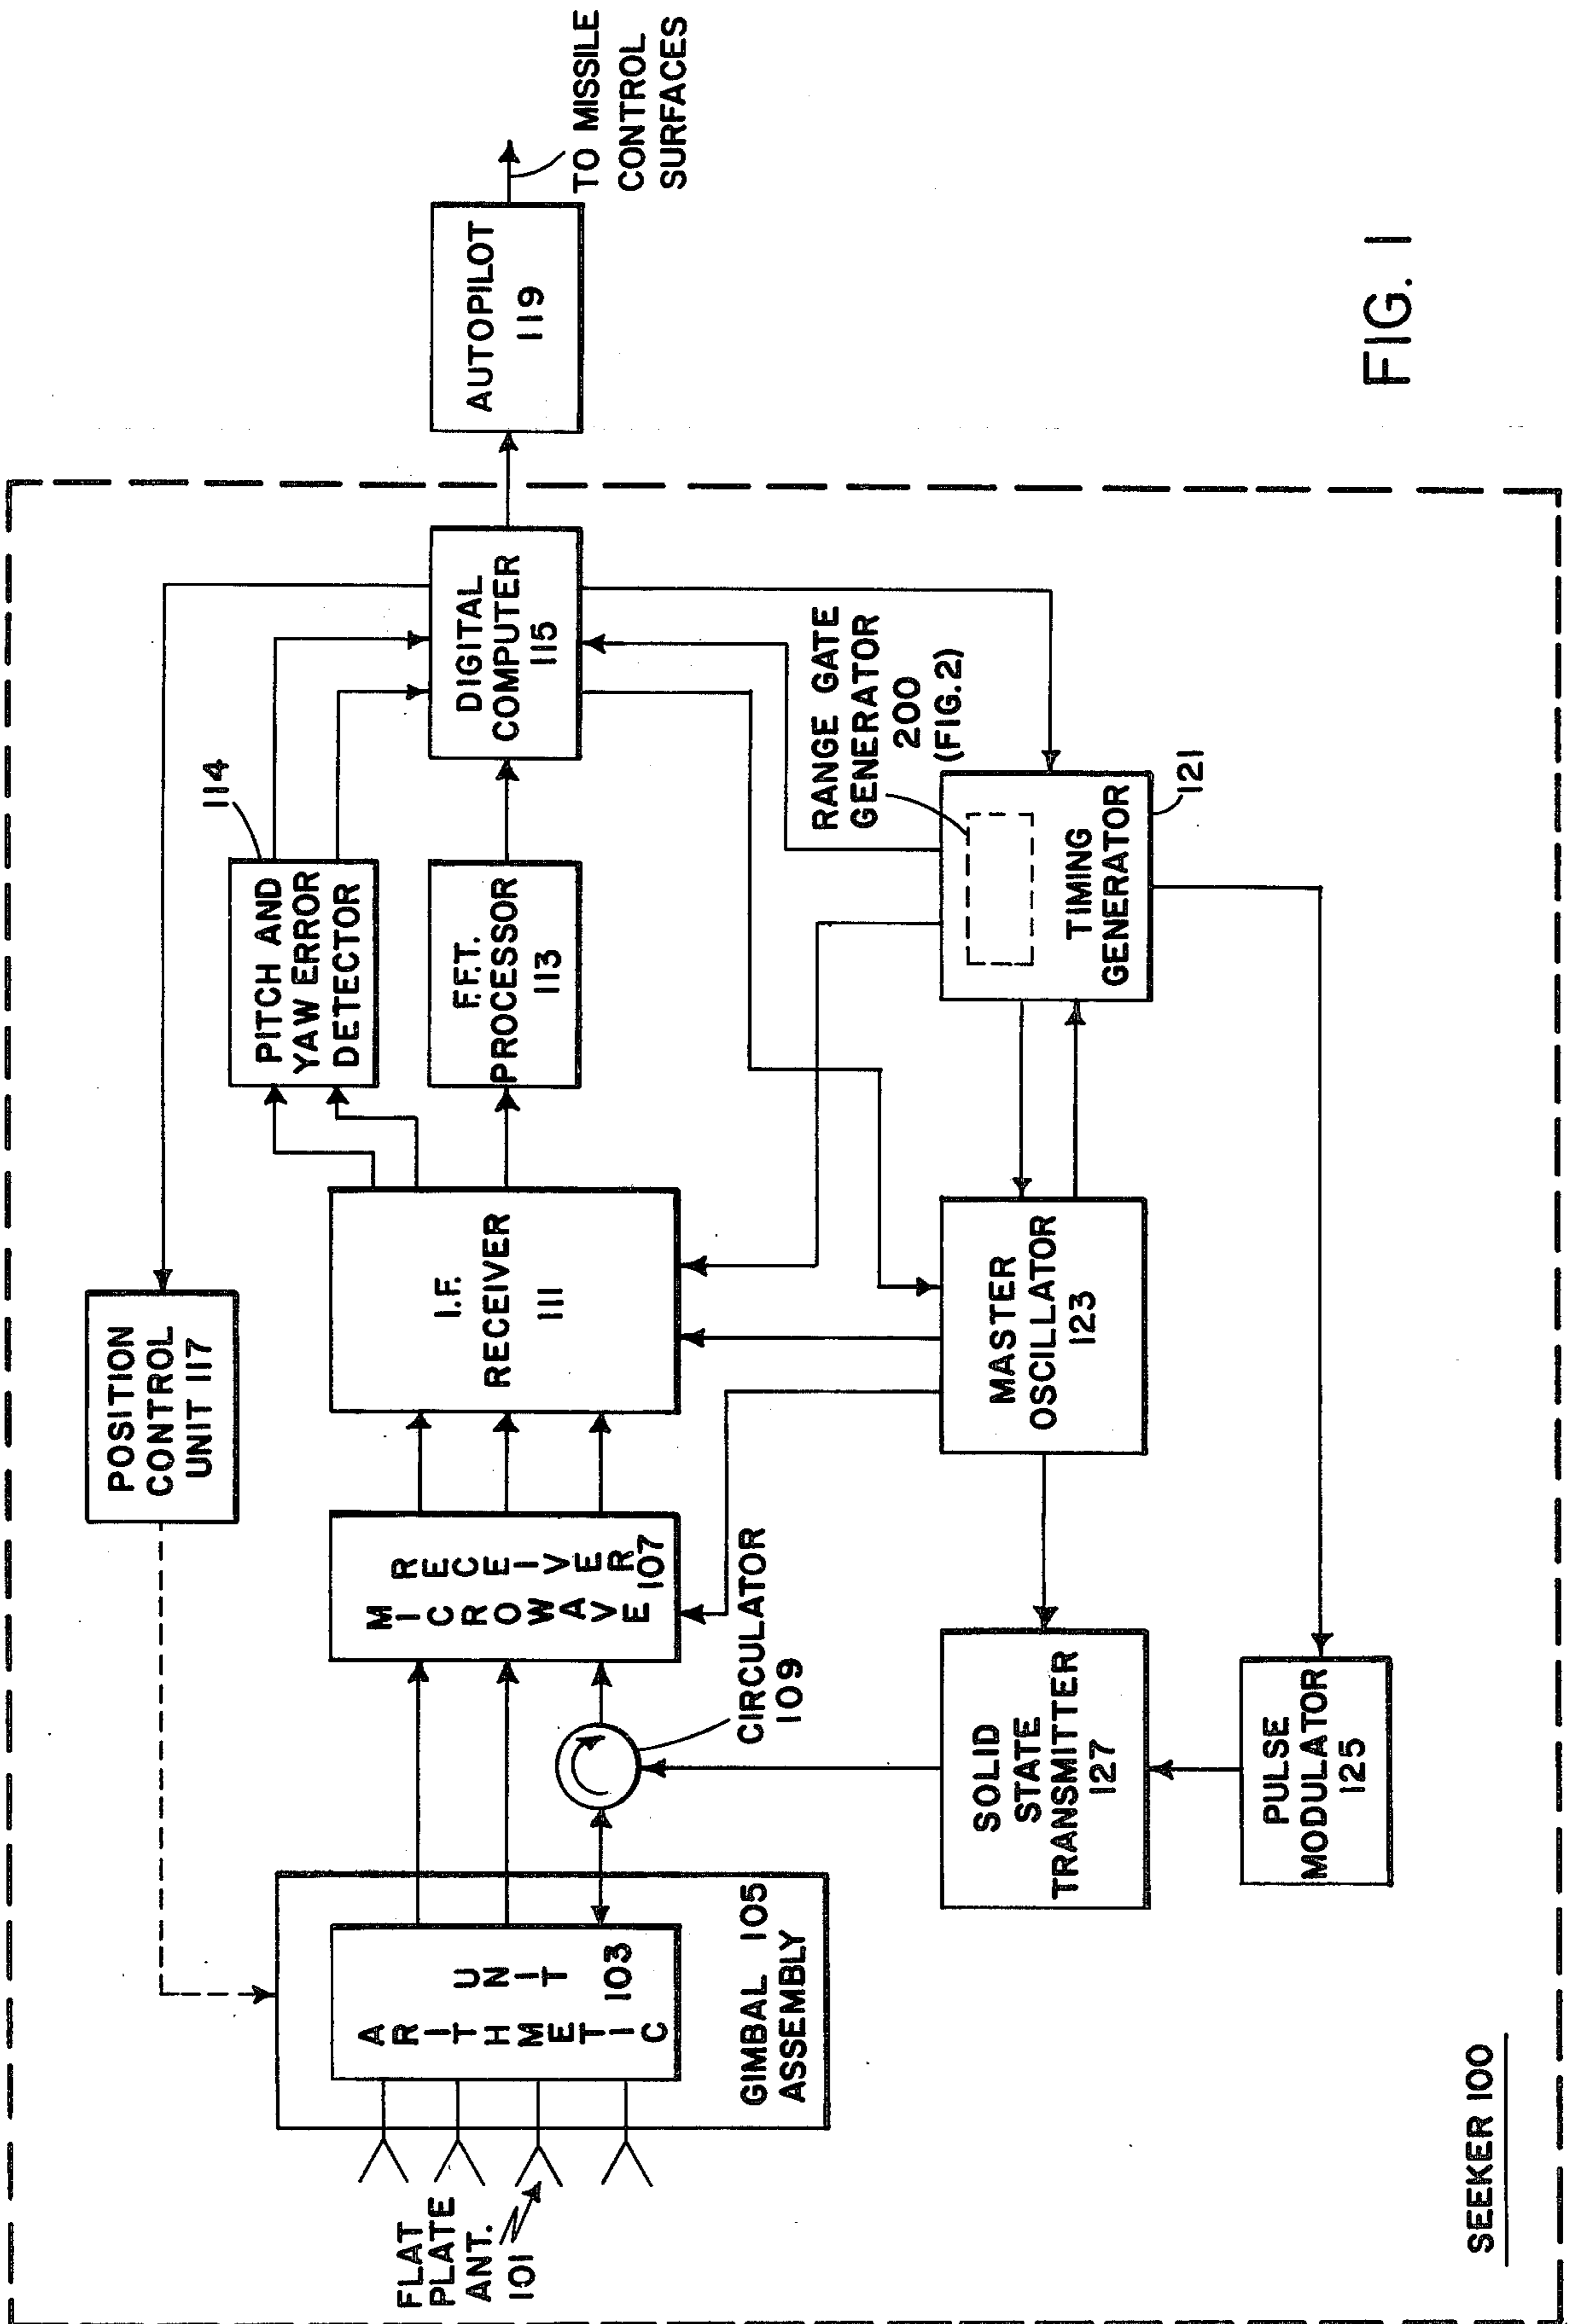 FLAT
PLATE
ANT.
101
ARITHMETIC
UNIT
103
GIMBAL 105
ASSEMBLY
POSITION
CONTROL
UNIT 117
CIRCULATOR
109
MICROWAVE
RECEIVER
107
I.F.
RECEIVER
111
114
PITCH AND
YAW ERROR
DETECTOR
F.F.T.
PROCESSOR
113
DIGITAL
COMPUTER
115
AUTOPILOT
119
TO MISSILE
CONTROL
SURFACES
RANGE GATE
GENERATOR
200
(FIG.2)
TIMING
GENERATOR
121
MASTER
OSCILLATOR
123
SOLID
STATE
TRANSMITTER
127
PULSE
MODULATOR
125
SEEKER 100
FIG. 1